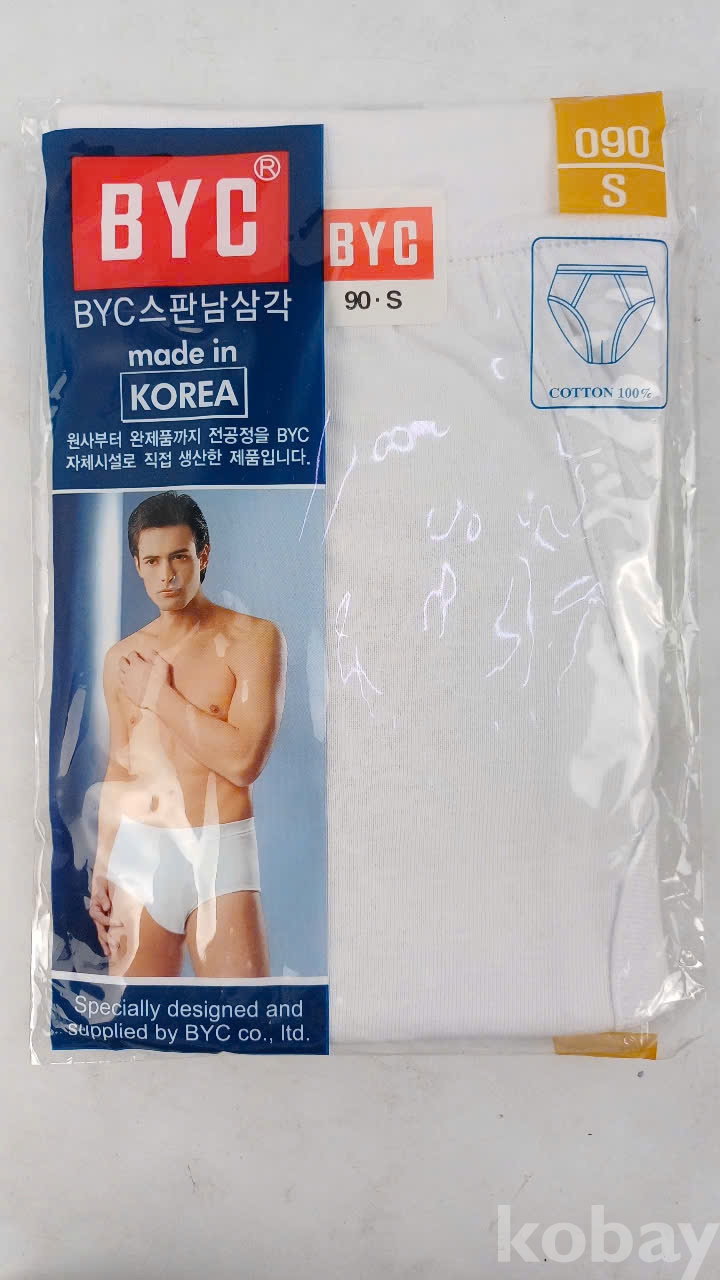 BYC®
BYC스판남삼각
made in
KOREA
원사부터 완제품까지 전공정을 BYC
자체시설로 직접 생산한 제품입니다.
Specially designed and
supplied by BYC co., ltd.
BYC
90·S
090
S
COTTON 100%
kobay